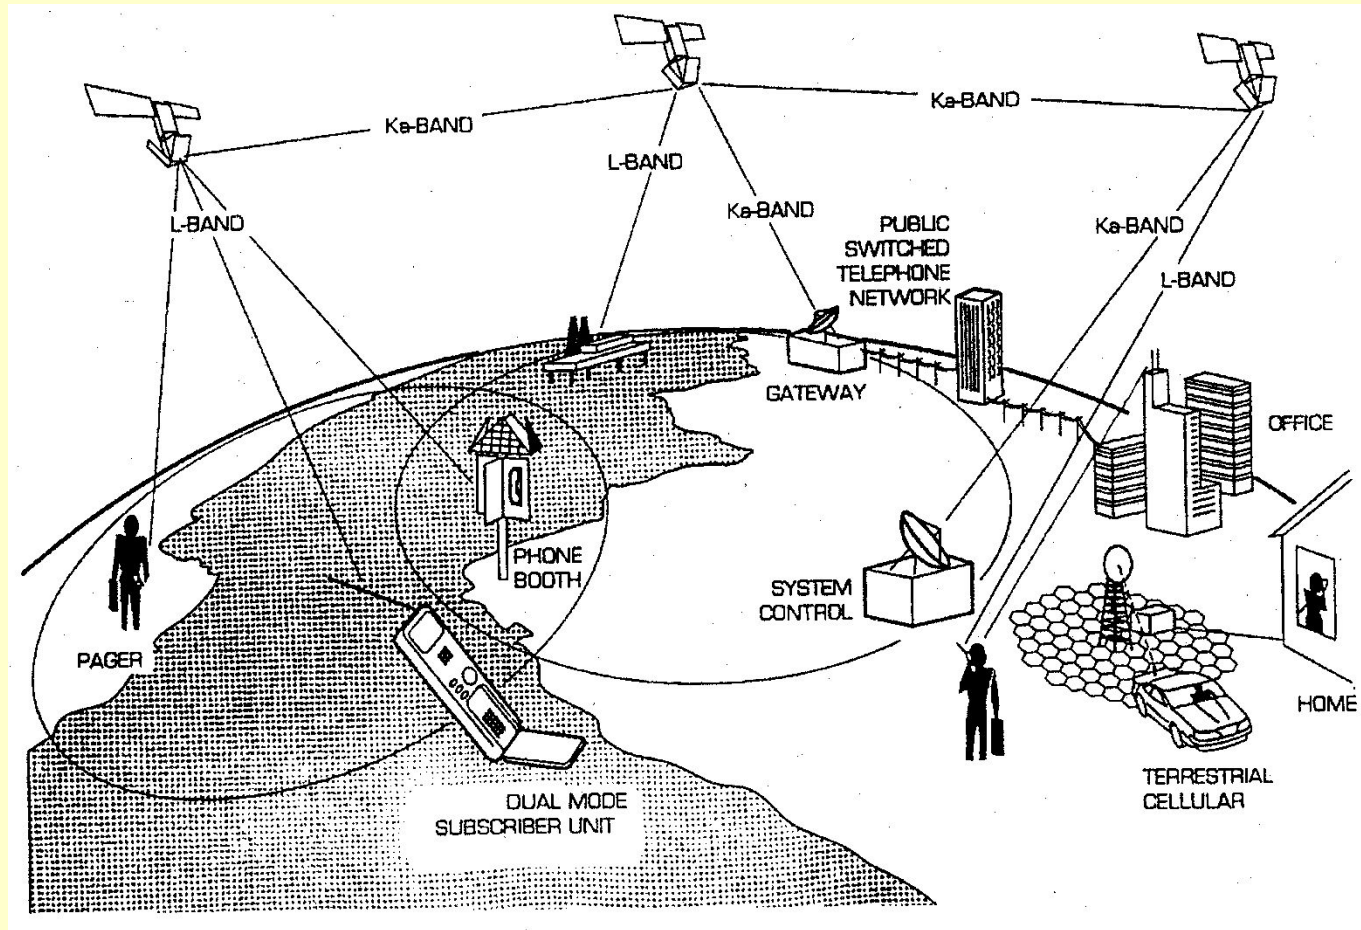 Ka-BAND
Ka-BAND
L-BAND
Ka-BAND
L-BAND
Ka-BAND
L-BAND
PUBLIC
SWITCHED
TELEPHONE
NETWORK
GATEWAY
OFFICE
PHONE
BOOTH
SYSTEM
CONTROL
PAGER
HOME
DUAL MODE
SUBSCRIBER UNIT
TERRESTRIAL
CELLULAR